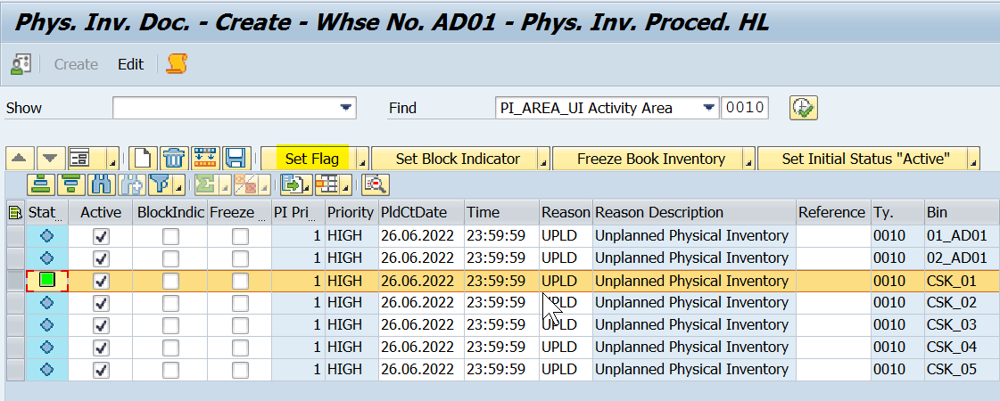 Phys. Inv. Doc. - Create - Whse No. AD01 - Phys. Inv. Proced. HL
Create Edit
Show Find PI_AREA_UI Activity Area 0010
Set Flag Set Block Indicator Freeze Book Inventory Set Initial Status "Active"
Stat... Active BlockIndic Freeze ... PI Pri... Priority PldCtDate Time Reason Reason Description Reference Ty. Bin
1 HIGH 26.06.2022 23:59:59 UPLD Unplanned Physical Inventory 0010 01_AD01
1 HIGH 26.06.2022 23:59:59 UPLD Unplanned Physical Inventory 0010 02_AD01
1 HIGH 26.06.2022 23:59:59 UPLD Unplanned Physical Inventory 0010 CSK_01
1 HIGH 26.06.2022 23:59:59 UPLD Unplanned Physical Inventory 0010 CSK_02
1 HIGH 26.06.2022 23:59:59 UPLD Unplanned Physical Inventory 0010 CSK_03
1 HIGH 26.06.2022 23:59:59 UPLD Unplanned Physical Inventory 0010 CSK_04
1 HIGH 26.06.2022 23:59:59 UPLD Unplanned Physical Inventory 0010 CSK_05